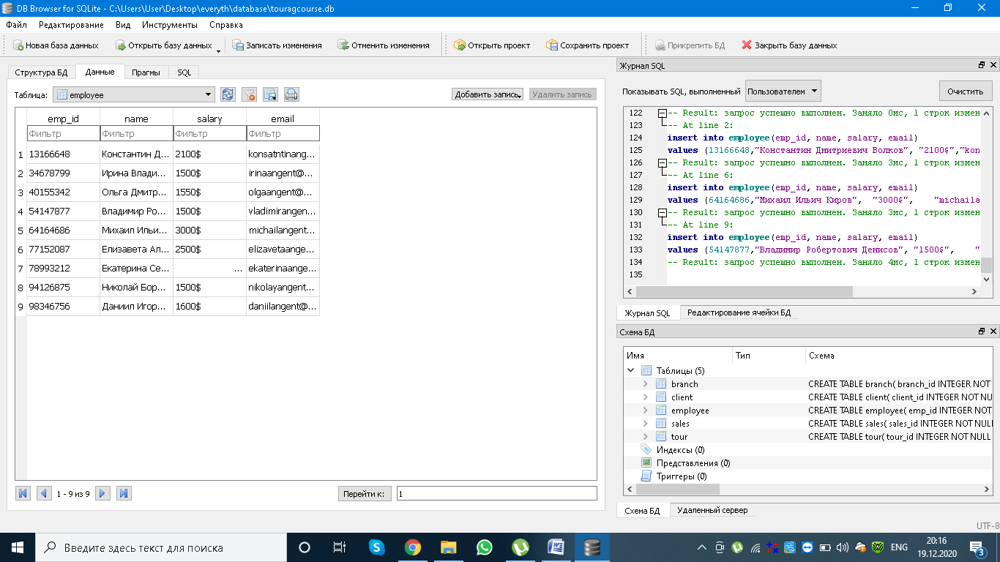 DB Browser for SQLite - C:\Users\User\Desktop\everyth\database\touragcourse.db
Файл Редактирование Вид Инструменты Справка
Новая база данных Открыть базу данных Записать изменения Отменить изменения Открыть проект Сохранить проект Прикрепить БД Закрыть базу данных
Структура БД Данные Прагмы SQL
Таблица: employee Добавить запись Удалить запись
emp_id name salary email
Фильтр Фильтр Фильтр Фильтр
1 13166648 Константин Д... 2100$ konsatntinang...
2 34678799 Ирина Влади... 1500$ irinaangent@...
3 40155342 Ольга Дмитр... 1550$ olgaangent@...
4 54147877 Владимир Ро... 1500$ vladimirangen...
5 64164686 Михаил Ильи... 3000$ michailangent...
6 77152087 Елизавета Ал... 2500$ elizavetaange...
7 78993212 Екатерина Се... ... ekaterinaange...
8 94126875 Николай Бор... 1500$ nikolayangent...
9 98346756 Даниил Игор... 1600$ daniilangent@...
1 - 9 из 9 Перейти к: 1
Журнал SQL
Показывать SQL, выполненный Пользователем Очистить
122 -- Result: запрос успешно выполнен. Заняло 0мс, 1 строк измен
123 -- At line 2:
124 insert into employee(emp_id, name, salary, email)
125 values (13166648,"Константин Дмитриевич Волков", "2100$","kon
126 -- Result: запрос успешно выполнен. Заняло 3мс, 1 строк измен
127 -- At line 6:
128 insert into employee(emp_id, name, salary, email)
129 values (64164686,"Михаил Ильич Киров", "3000$", "michaila
130 -- Result: запрос успешно выполнен. Заняло 3мс, 1 строк измен
131 -- At line 9:
132 insert into employee(emp_id, name, salary, email)
133 values (54147877,"Владимир Робертович Денисов", "1500$", "
134 -- Result: запрос успешно выполнен. Заняло 4мс, 1 строк измен
135
Журнал SQL Редактирование ячейки БД
Схема БД
Имя Тип Схема
Таблицы (5)
branch CREATE TABLE branch( branch_id INTEGER NOT
client CREATE TABLE client( client_id INTEGER NOT NU
employee CREATE TABLE employee( emp_id INTEGER NOT
sales CREATE TABLE sales( sales_id INTEGER NOT NULL
tour CREATE TABLE tour( tour_id INTEGER NOT NULL
Индексы (0)
Представления (0)
Триггеры (0)
Схема БД Удаленный сервер
UTF-8
Введите здесь текст для поиска
ENG 20:16
19.12.2020
3